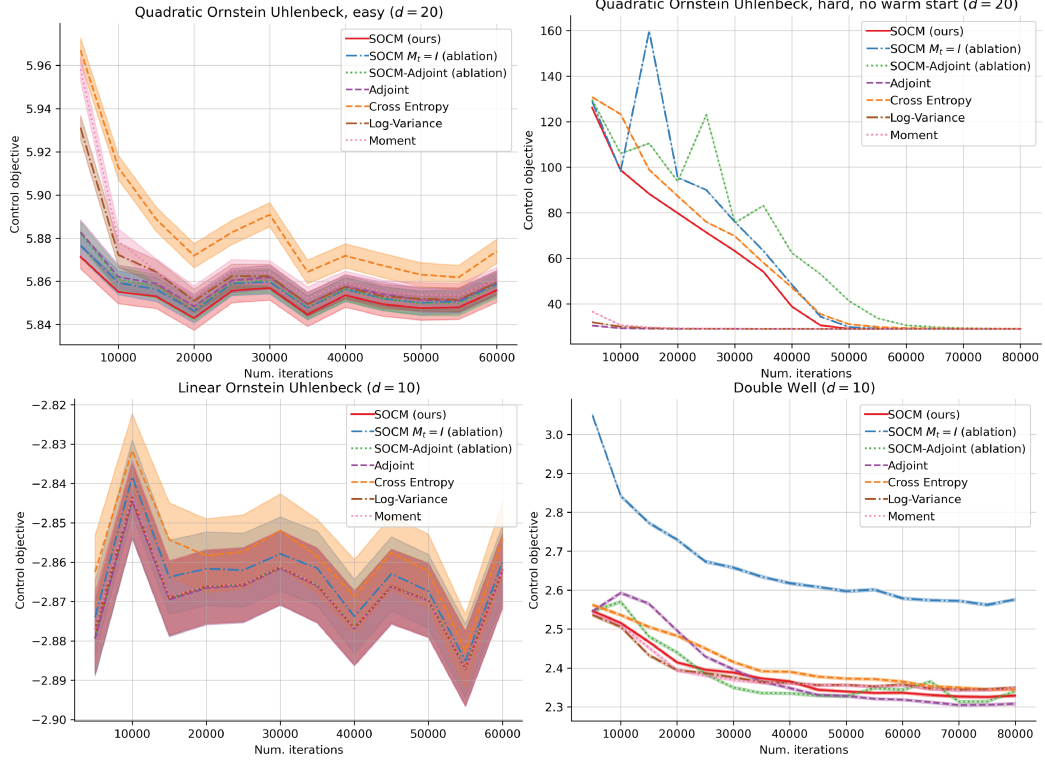 Quadratic Ornstein Uhlenbeck, easy (d = 20)
Control objective
5.96
5.94
5.92
5.90
5.88
5.86
5.84
SOCM (ours)
SOCM M_t = I (ablation)
SOCM-Adjoint (ablation)
Adjoint
Cross Entropy
Log-Variance
Moment
10000 20000 30000 40000 50000 60000
Num. iterations
Quadratic Ornstein Uhlenbeck, hard, no warm start (d = 20)
Control objective
160
140
120
100
80
60
40
SOCM (ours)
SOCM M_t = I (ablation)
SOCM-Adjoint (ablation)
Adjoint
Cross Entropy
Log-Variance
Moment
10000 20000 30000 40000 50000 60000 70000 80000
Num. iterations
Linear Ornstein Uhlenbeck (d = 10)
Control objective
−2.82
−2.83
−2.84
−2.85
−2.86
−2.87
−2.88
−2.89
−2.90
SOCM (ours)
SOCM M_t = I (ablation)
SOCM-Adjoint (ablation)
Adjoint
Cross Entropy
Log-Variance
Moment
10000 20000 30000 40000 50000 60000
Num. iterations
Double Well (d = 10)
Control objective
3.0
2.9
2.8
2.7
2.6
2.5
2.4
2.3
SOCM (ours)
SOCM M_t = I (ablation)
SOCM-Adjoint (ablation)
Adjoint
Cross Entropy
Log-Variance
Moment
10000 20000 30000 40000 50000 60000 70000 80000
Num. iterations